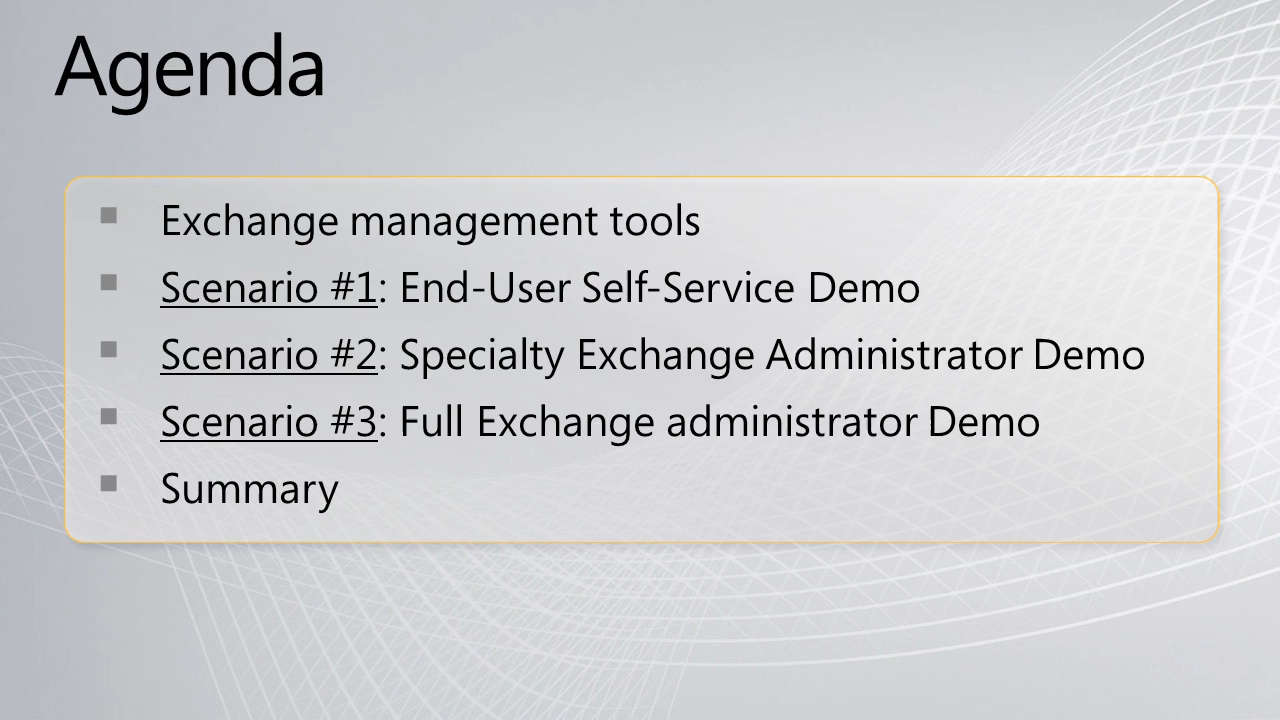 Agenda
Exchange management tools
Scenario #1: End-User Self-Service Demo
Scenario #2: Specialty Exchange Administrator Demo
Scenario #3: Full Exchange administrator Demo
Summary